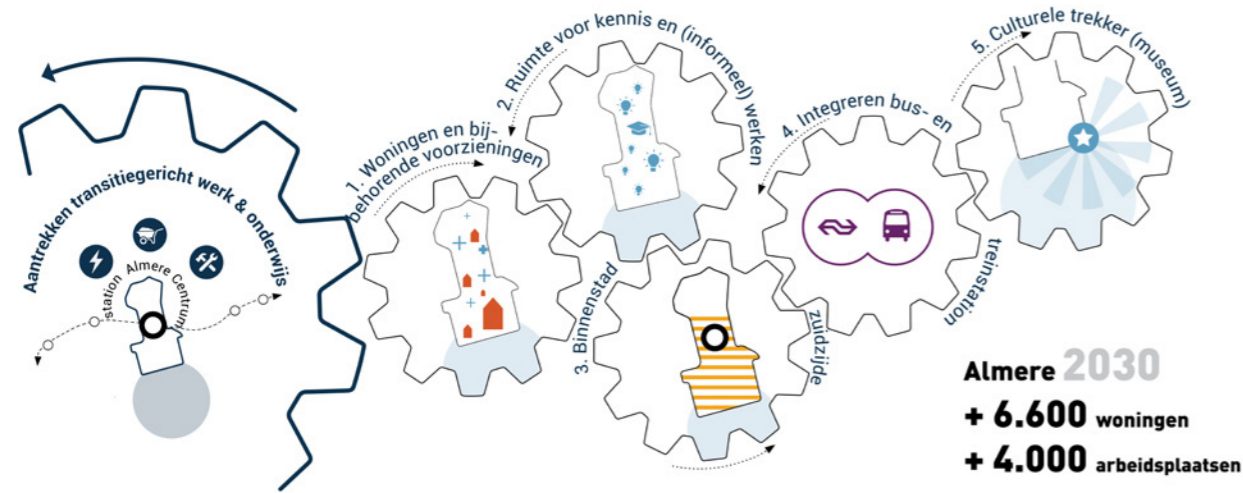 Aantrekken transitiegericht werk & onderwijs
station Almere Centrum
1. Woningen en bij-
behorende voorzieningen
2. Ruimte voor kennis en (informeel) werken
3. Binnenstad
zuidzijde
4. Integreren bus- en
treinstation
5. Culturele trekker (museum)
Almere 2030
+ 6.600 woningen
+ 4.000 arbeidsplaatsen